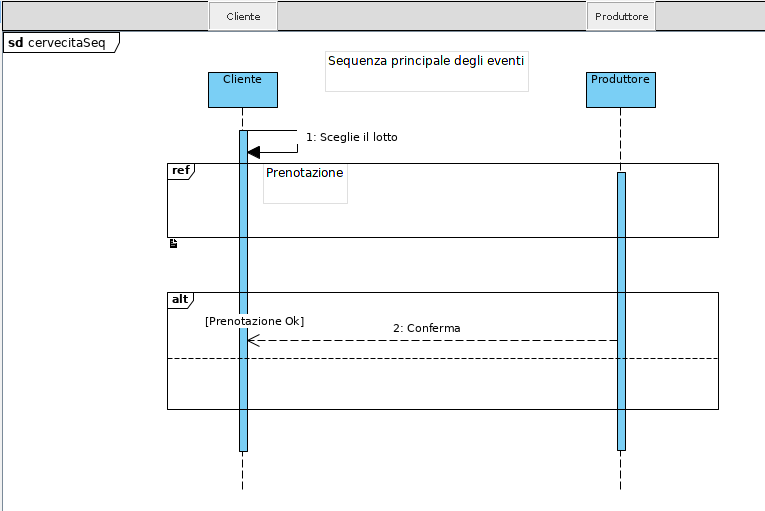 Cliente
Produttore
sd cervecitaSeq
Sequenza principale degli eventi
Cliente
Produttore
1: Sceglie il lotto
ref
Prenotazione
alt
[Prenotazione Ok]
2: Conferma